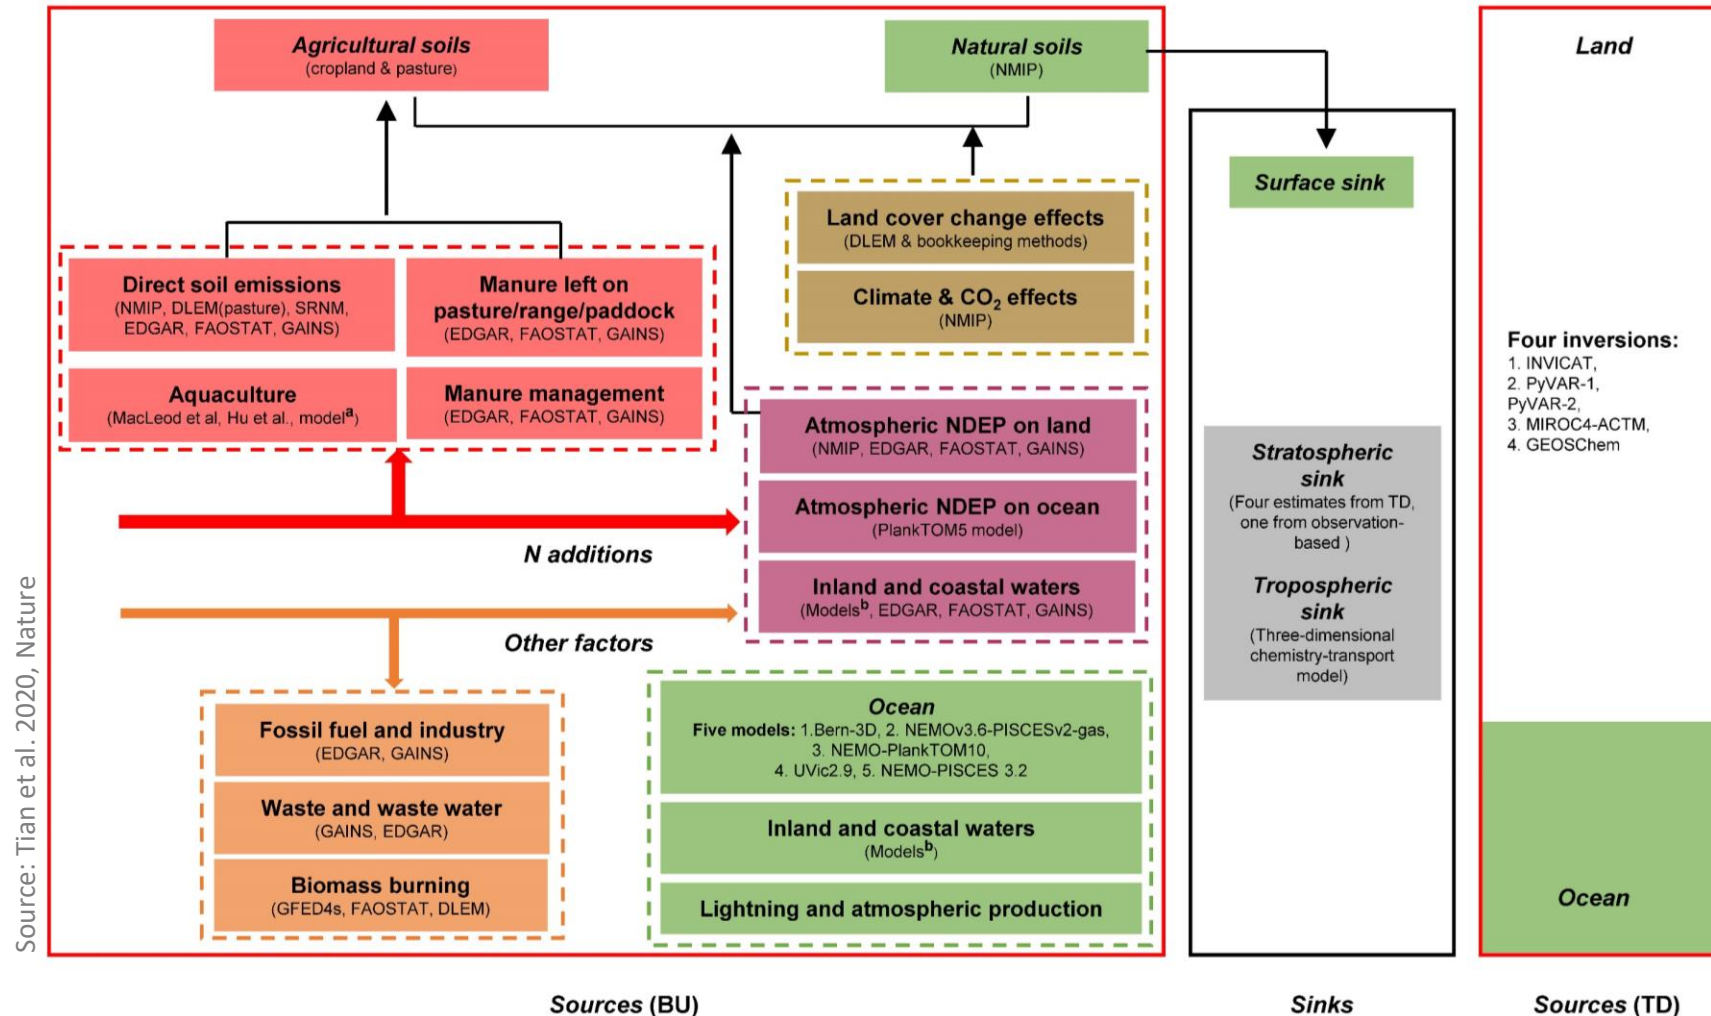 Agricultural soils
(cropland & pasture)
Natural soils
(NMIP)
Land
Surface sink
Land cover change effects
(DLEM & bookkeeping methods)
Climate & CO2 effects
(NMIP)
Direct soil emissions
(NMIP, DLEM(pasture), SRNM,
EDGAR, FAOSTAT, GAINS)
Manure left on
pasture/range/paddock
(EDGAR, FAOSTAT, GAINS)
Aquaculture
(MacLeod et al, Hu et al., modelᵃ)
Manure management
(EDGAR, FAOSTAT, GAINS)
Four inversions:
1. INVICAT,
2. PyVAR-1,
PyVAR-2,
3. MIROC4-ACTM,
4. GEOSChem
Atmospheric NDEP on land
(NMIP, EDGAR, FAOSTAT, GAINS)
Atmospheric NDEP on ocean
(PlankTOM5 model)
Inland and coastal waters
(Modelsᵇ, EDGAR, FAOSTAT, GAINS)
N additions
Other factors
Stratospheric
sink
(Four estimates from TD,
one from observation-
based )
Tropospheric
sink
(Three-dimensional
chemistry-transport
model)
Fossil fuel and industry
(EDGAR, GAINS)
Waste and waste water
(GAINS, EDGAR)
Biomass burning
(GFED4s, FAOSTAT, DLEM)
Ocean
Five models: 1.Bern-3D, 2. NEMOv3.6-PISCESv2-gas,
3. NEMO-PlankTOM10,
4. UVic2.9, 5. NEMO-PISCES 3.2
Inland and coastal waters
(Modelsᵇ)
Lightning and atmospheric production
Ocean
Sources (BU)
Sinks
Sources (TD)
Source: Tian et al. 2020, Nature